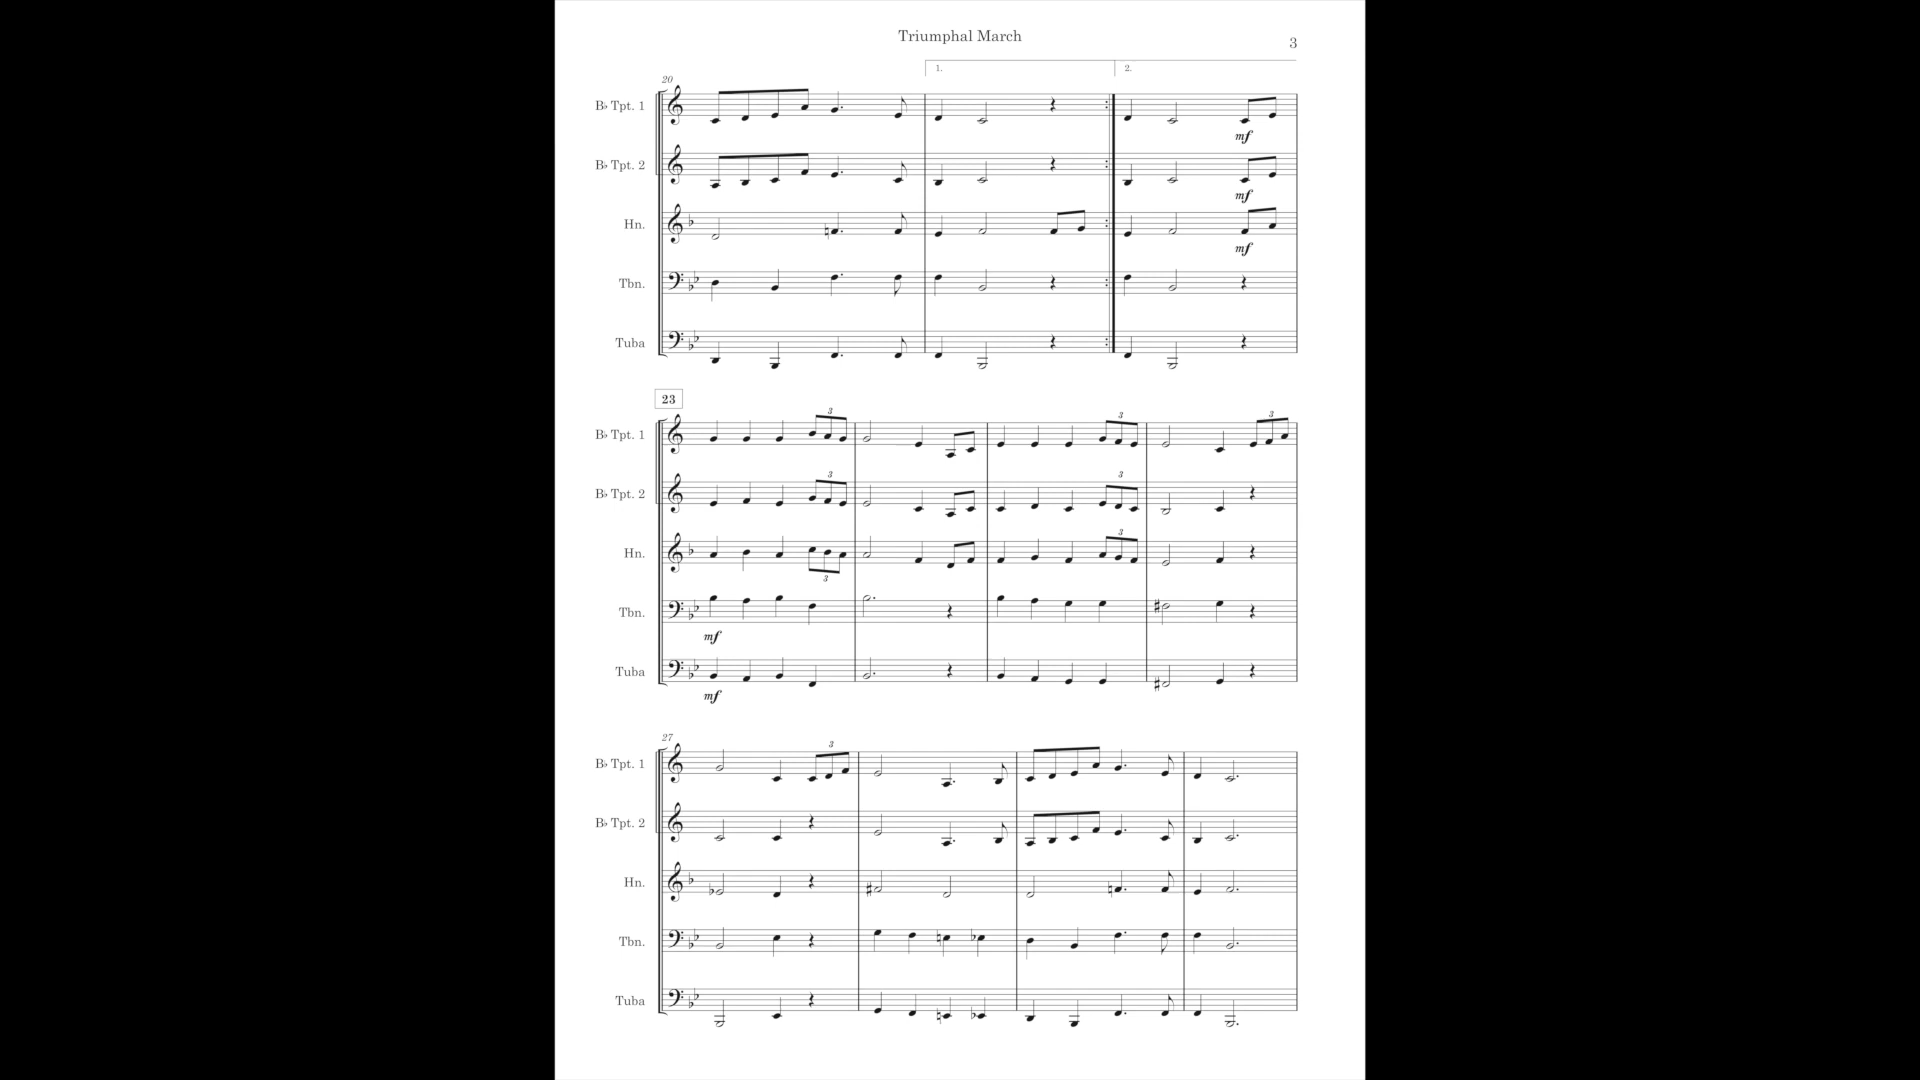 Triumphal March
3
1.
2.
20
B♭ Tpt. 1
mf
B♭ Tpt. 2
mf
Hn.
mf
Tbn.
Tuba
23
3
3
3
B♭ Tpt. 1
3
3
B♭ Tpt. 2
3
Hn.
3
Tbn.
mf
Tuba
mf
27
3
B♭ Tpt. 1
B♭ Tpt. 2
Hn.
Tbn.
Tuba